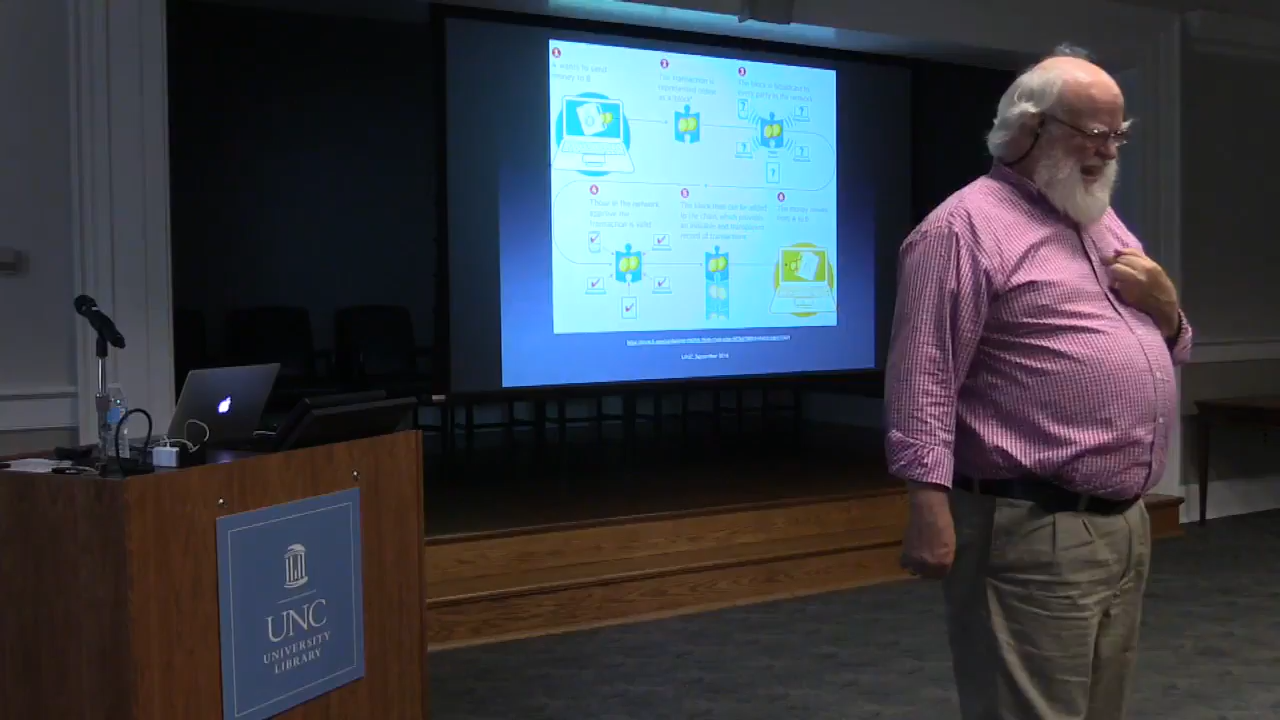 1
A wants to send
money to B
2
The transaction is
represented online
as a 'block'
3
The block is broadcast to
every party in the network
? ? ? ? ?
4
Those in the network
approve the
transaction is valid
5
The block then can be added
to the chain, which provides
an indelible and transparent
record of transactions
6
The money moves
from A to B
UNC, September 2016
UNC
UNIVERSITY
LIBRARY